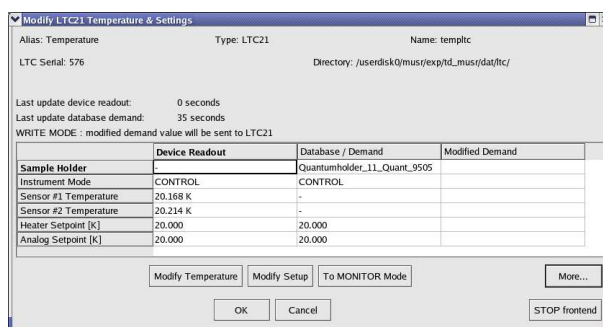 Modify LTC21 Temperature & Settings
Alias: Temperature Type: LTC21 Name: templtc
LTC Serial: 576 Directory: /userdisk0/musr/exp/td_musr/dat/ltc/
Last update device readout: 0 seconds
Last update database demand: 35 seconds
WRITE MODE : modified demand value will be sent to LTC21
Device Readout Database / Demand Modified Demand
Sample Holder - Quantumholder_11_Quant_9505
Instrument Mode CONTROL CONTROL
Sensor #1 Temperature 20.168 K -
Sensor #2 Temperature 20.214 K -
Heater Setpoint [K] 20.000 20.000
Analog Setpoint [K] 20.000 20.000
Modify Temperature Modify Setup To MONITOR Mode More...
OK Cancel STOP frontend